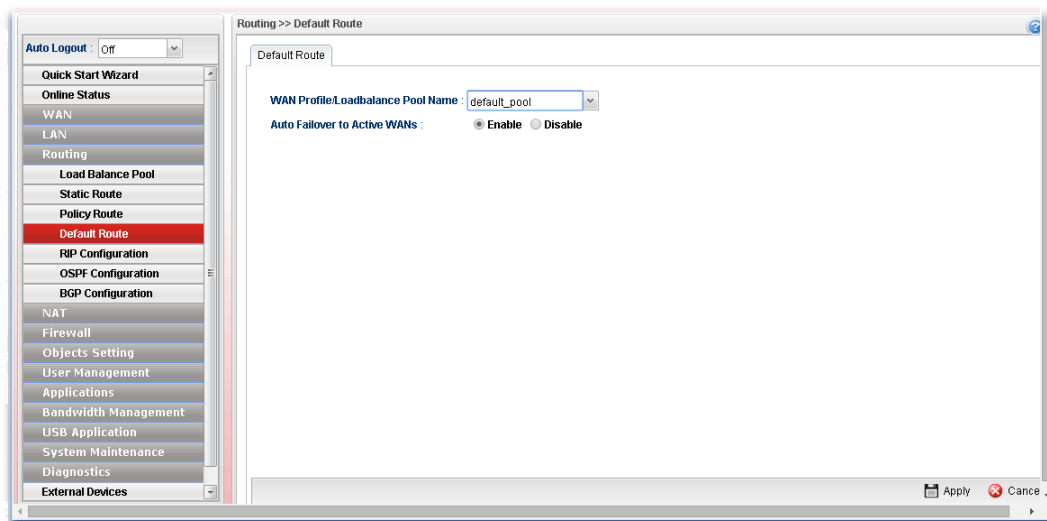 Routing >> Default Route
Auto Logout : Off
Default Route
Quick Start Wizard
Online Status
WAN
LAN
Routing
Load Balance Pool
Static Route
Policy Route
Default Route
RIP Configuration
OSPF Configuration
BGP Configuration
NAT
Firewall
Objects Setting
User Management
Applications
Bandwidth Management
USB Application
System Maintenance
Diagnostics
External Devices
WAN Profile/Loadbalance Pool Name : default_pool
Auto Failover to Active WANs : Enable Disable
Apply Cance